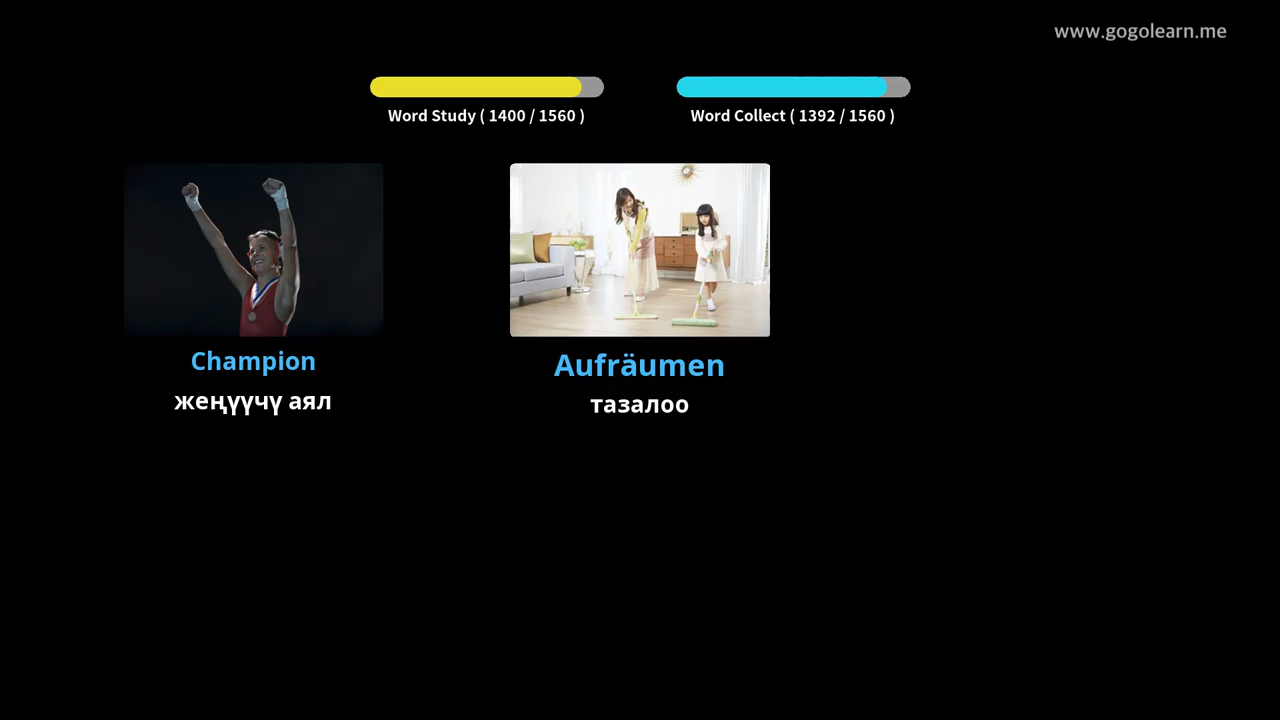 www.gogolearn.me
Word Study ( 1400 / 1560 )
Word Collect ( 1392 / 1560 )
Champion
жеңүүчү аял
Aufräumen
тазалоо